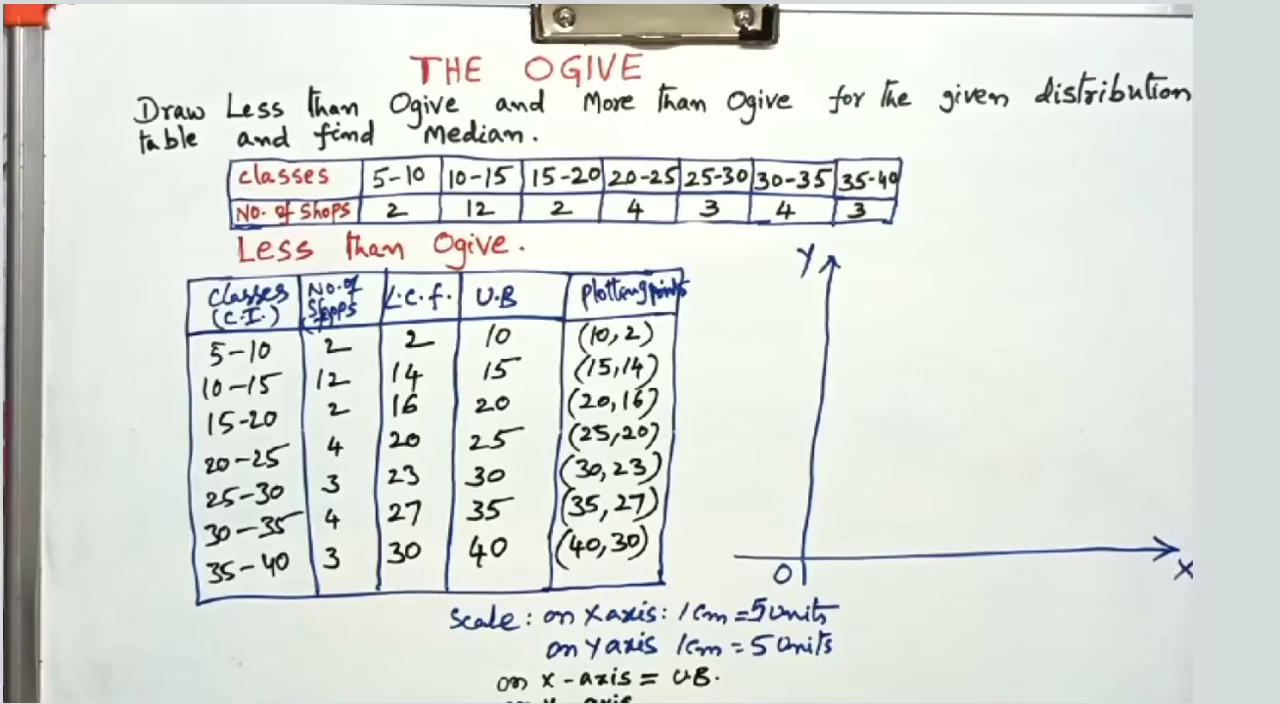 THE OGIVE
Draw Less than Ogive and More than Ogive for the given distribution
table and find Median.
classes 5-10 10-15 15-20 20-25 25-30 30-35 35-40
No. of Shops 2 12 2 4 3 4 3
Less than Ogive.
classes (C.I.) No. of Shops L.c.f. U.B plotting points
5-10 2 2 10 (10,2)
10-15 12 14 15 (15,14)
15-20 2 16 20 (20,16)
20-25 4 20 25 (25,20)
25-30 3 23 30 (30,23)
30-35 4 27 35 (35,27)
35-40 3 30 40 (40,30)
Y
O
X
Scale: on X axis: 1cm = 5 units
on y axis 1cm = 5 units
on x-axis = U.B.